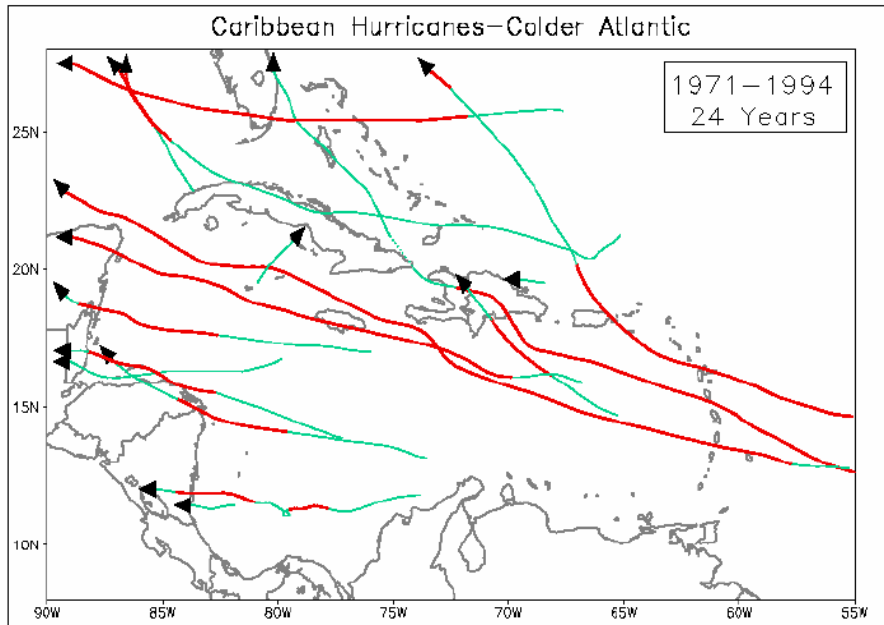 Caribbean Hurricanes-Colder Atlantic
1971-1994
24 Years
25N
20N
15N
10N
90W 85W 80W 75W 70W 65W 60W 55W